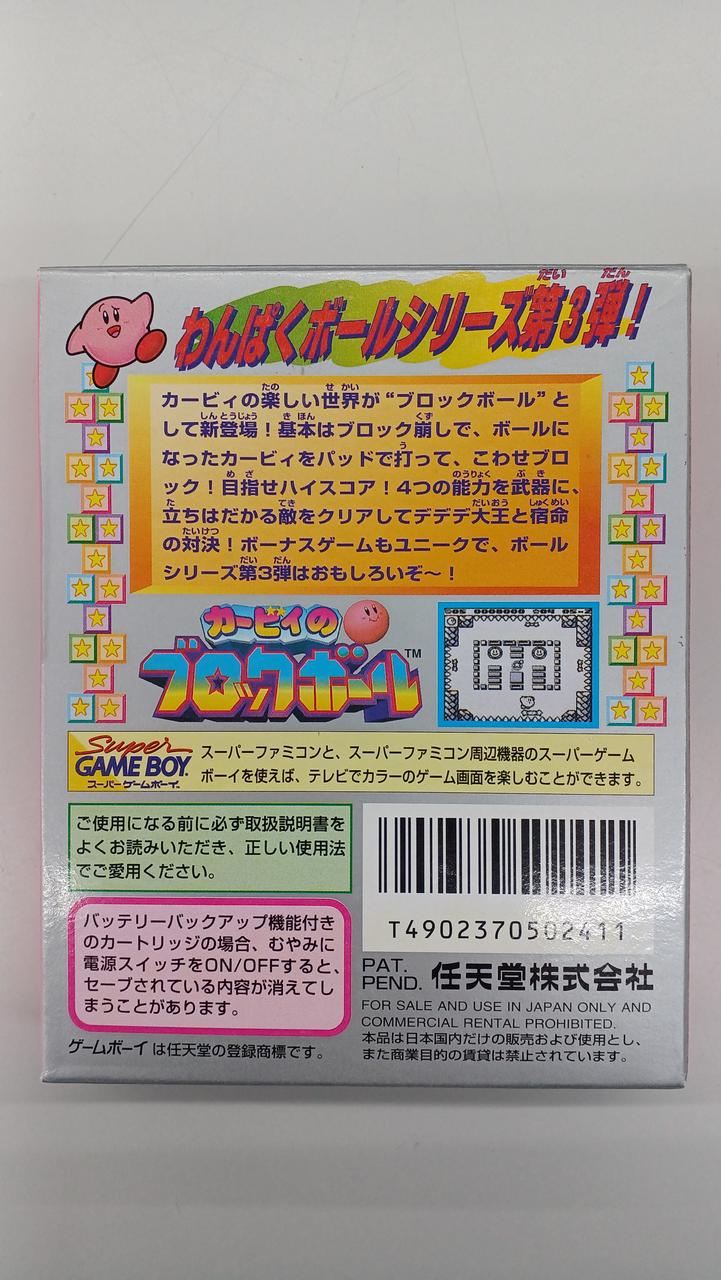 わんぱくボールシリーズ第3弾!
カービィの楽しい世界が“ブロックボール”と
して新登場!基本はブロック崩しで、ボールに
なったカービィをパッドで打って、こわせブロ
ック!目指せハイスコア!4つの能力を武器に、
立ちはだかる敵をクリアしてデデデ大王と宿命
の対決!ボーナスゲームもユニークで、ボール
シリーズ第3弾はおもしろいぞ〜!
カービィの
ブロックボール™
Super
GAME BOY.
スーパーゲームボーイ.
スーパーファミコンと、スーパーファミコン周辺機器のスーパーゲーム
ボーイを使えば、テレビでカラーのゲーム画面を楽しむことができます。
ご使用になる前に必ず取扱説明書を
よくお読みいただき、正しい使用法
でご愛用ください。
バッテリーバックアップ機能付き
のカートリッジの場合、むやみに
電源スイッチをON/OFFすると、
セーブされている内容が消えてし
まうことがあります。
ゲームボーイ は任天堂の登録商標です。
T4902370502411
PAT.
PEND. 任天堂株式会社
FOR SALE AND USE IN JAPAN ONLY AND
COMMERCIAL RENTAL PROHIBITED.
本品は日本国内だけの販売および使用とし、
また商業目的の賃貸は禁止されています。